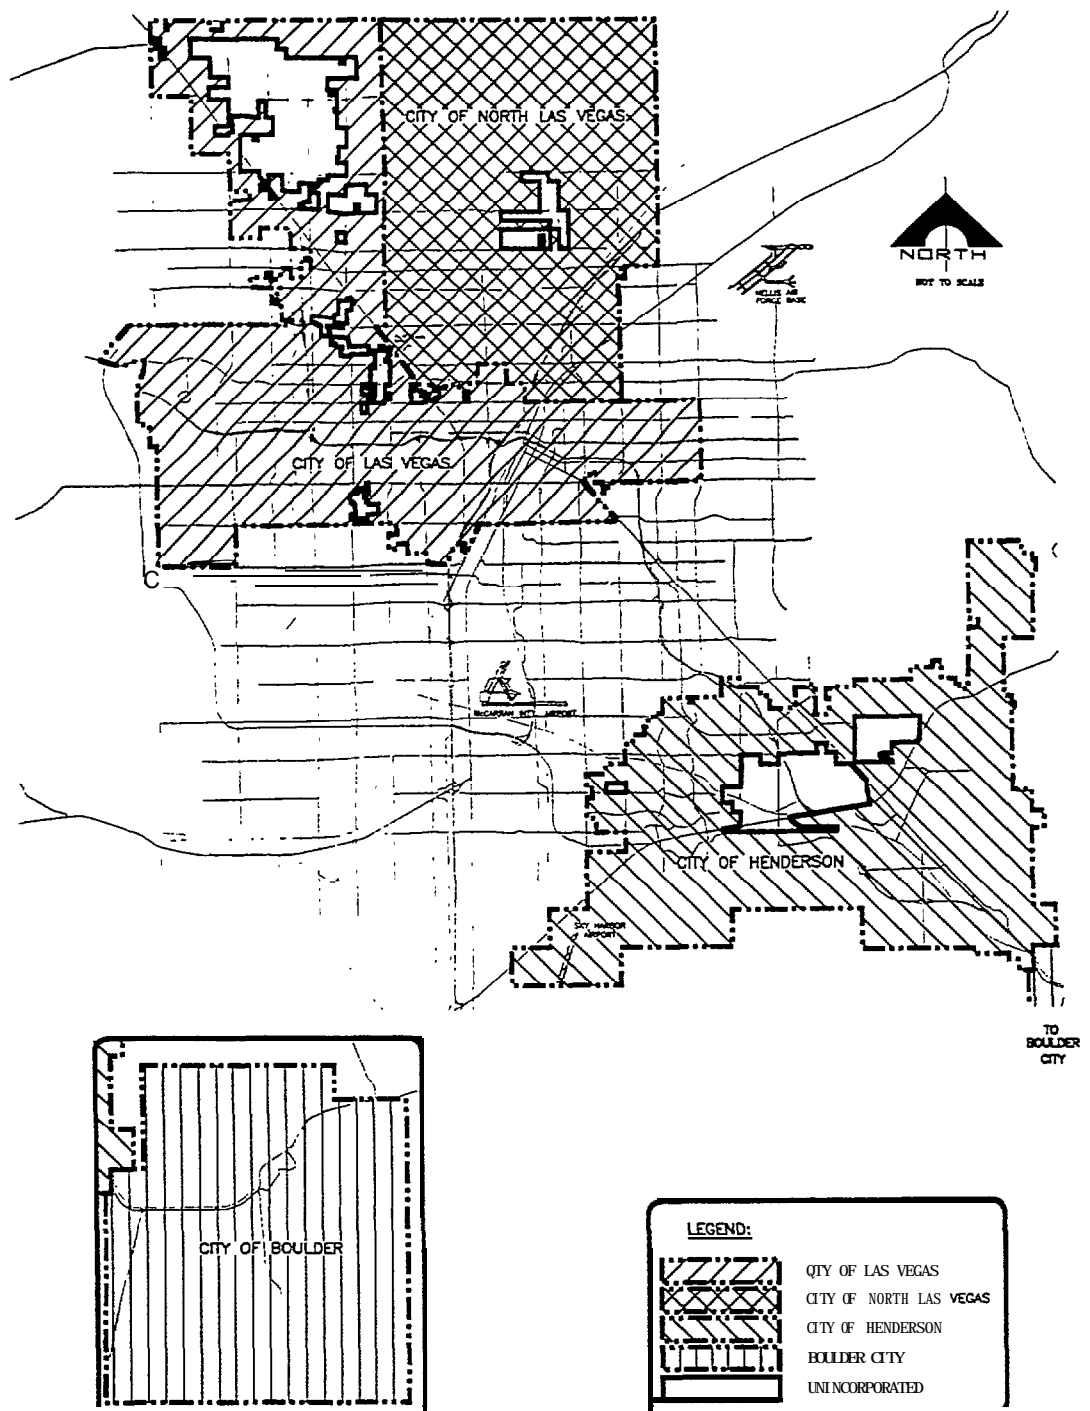 CITY OF NORTH LAS VEGAS
NORTH
NOT TO SCALE
NELLIS AIR
FORCE BASE
CITY OF LAS VEGAS
C
McCARRAN INT'L AIRPORT
CITY OF HENDERSON
SKY HARBOR
AIRPORT
TO
BOULDER
CITY
CITY OF BOULDER
LEGEND:
QTY OF LAS VEGAS
CITY OF NORTH LAS VEGAS
CITY OF HENDERSON
BOULDER CITY
UNINCORPORATED